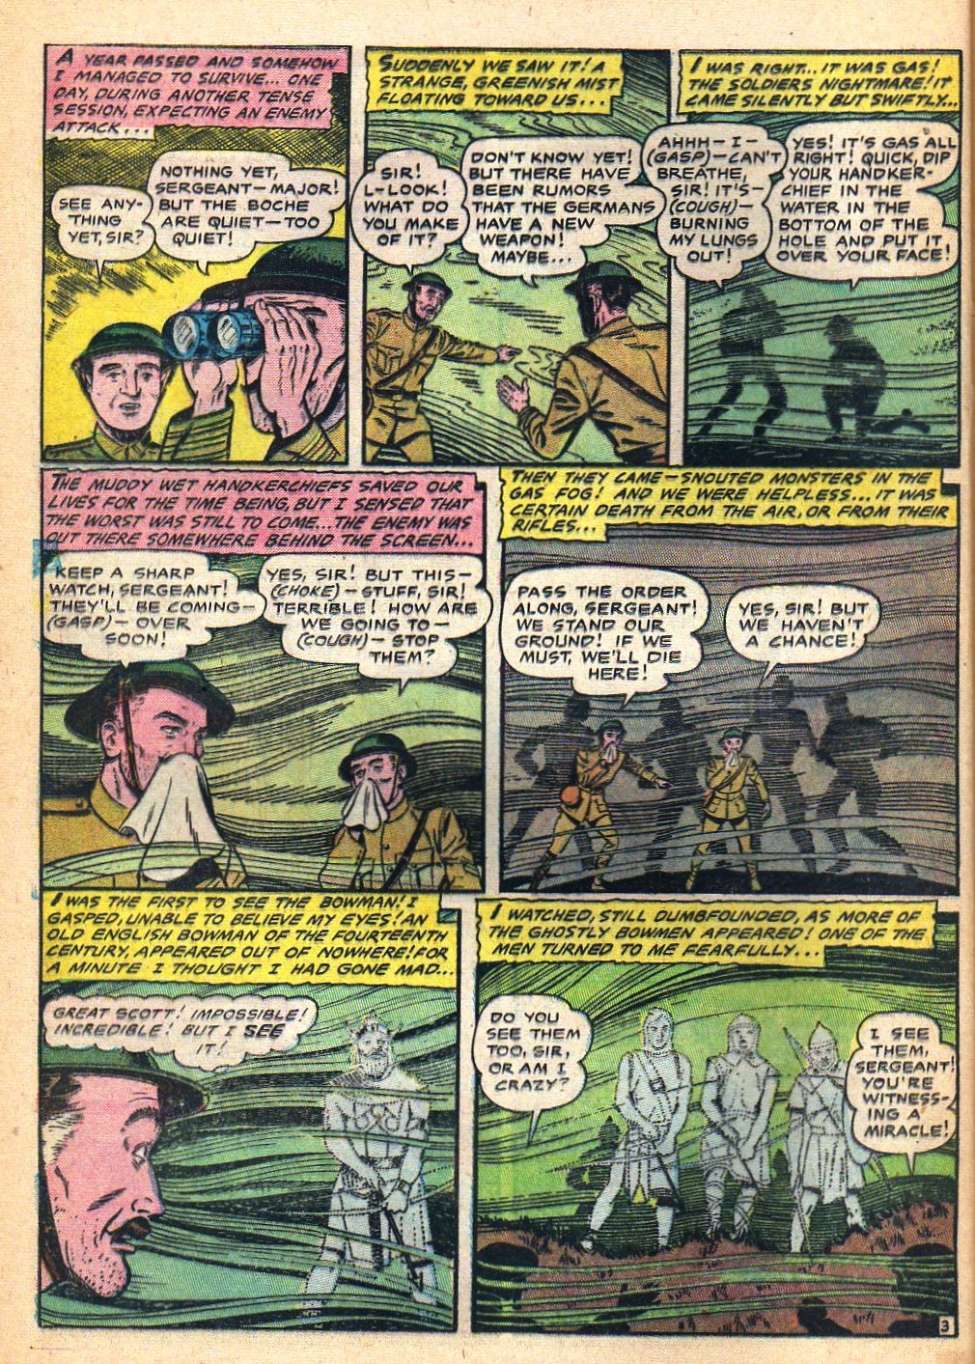 A YEAR PASSED AND SOMEHOW
I MANAGED TO SURVIVE... ONE
DAY, DURING ANOTHER TENSE
SESSION, EXPECTING AN ENEMY
ATTACK...
SEE ANY-
THING
YET, SIR?
NOTHING YET,
SERGEANT-MAJOR!
BUT THE BOCHE
ARE QUIET-TOO
QUIET!
SUDDENLY WE SAW IT! A
STRANGE, GREENISH MIST
FLOATING TOWARD US...
SIR!
L-LOOK!
WHAT DO
YOU MAKE
OF IT?
DON'T KNOW YET!
BUT THERE HAVE
BEEN RUMORS
THAT THE GERMANS
HAVE A NEW
WEAPON!
MAYBE...
I WAS RIGHT... IT WAS GAS!
THE SOLDIERS NIGHTMARE! IT
CAME SILENTLY BUT SWIFTLY...
AHHH-I-
(GASP)-CAN'T
BREATHE,
SIR! IT'S-
(COUGH)-
BURNING
MY LUNGS
OUT!
YES! IT'S GAS ALL
RIGHT! QUICK, DIP
YOUR HANDKER-
CHIEF IN THE
WATER IN THE
BOTTOM OF THE
HOLE AND PUT IT
OVER YOUR FACE!
THE MUDDY WET HANDKERCHIEFS SAVED OUR
LIVES FOR THE TIME BEING, BUT I SENSED THAT
THE WORST WAS STILL TO COME...THE ENEMY WAS
OUT THERE SOMEWHERE BEHIND THE SCREEN...
KEEP A SHARP
WATCH, SERGEANT!
THEY'LL BE COMING-
(GASP)-OVER
SOON!
YES, SIR! BUT THIS-
(CHOKE)-STUFF, SIR!
TERRIBLE! HOW ARE
WE GOING TO-
(COUGH)-STOP
THEM?
THEN THEY CAME-SNOUTED MONSTERS IN THE
GAS FOG! AND WE WERE HELPLESS...IT WAS
CERTAIN DEATH FROM THE AIR, OR FROM THEIR
RIFLES...
PASS THE ORDER
ALONG, SERGEANT!
WE STAND OUR
GROUND! IF WE
MUST, WE'LL DIE
HERE!
YES, SIR! BUT
WE HAVEN'T
A CHANCE!
I WAS THE FIRST TO SEE THE BOWMAN! I
GASPED, UNABLE TO BELIEVE MY EYES! AN
OLD ENGLISH BOWMAN OF THE FOURTEENTH
CENTURY, APPEARED OUT OF NOWHERE! FOR
A MINUTE I THOUGHT I HAD GONE MAD...
GREAT SCOTT! IMPOSSIBLE!
INCREDIBLE! BUT I SEE
IT!
I WATCHED, STILL DUMBFOUNDED, AS MORE OF
THE GHOSTLY BOWMEN APPEARED! ONE OF THE
MEN TURNED TO ME FEARFULLY...
DO YOU
SEE THEM
TOO, SIR,
OR AM I
CRAZY?
I SEE
THEM,
SERGEANT!
YOU'RE
WITNESS-
ING A
MIRACLE!
3